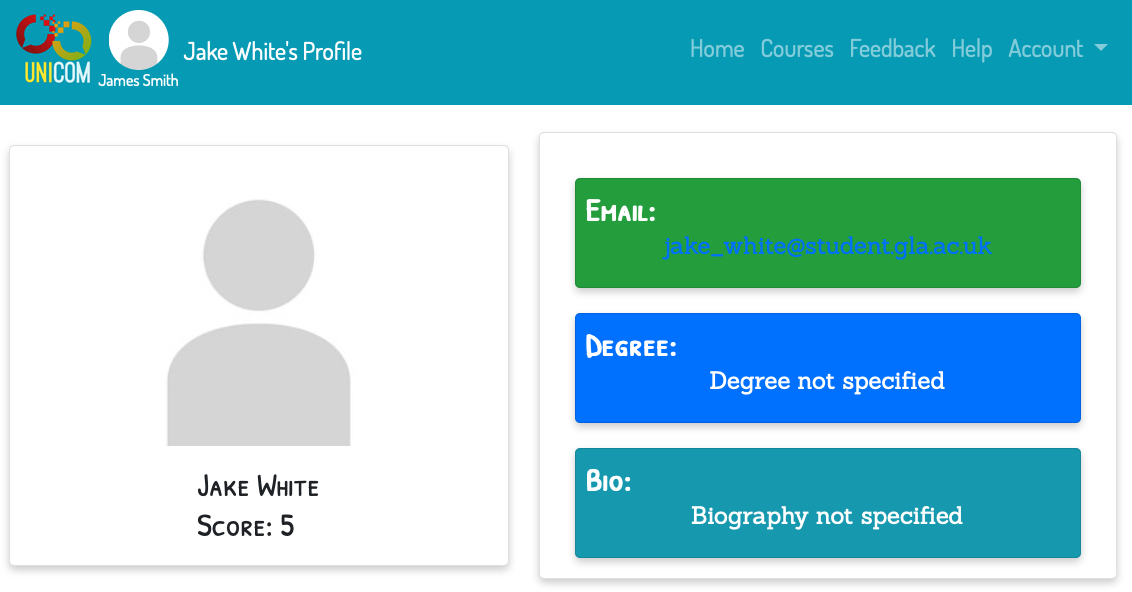 UNICOM
James Smith
Jake White's Profile
Home Courses Feedback Help Account
Jake White
Score: 5
Email:
jake_white@student.gla.ac.uk
Degree:
Degree not specified
Bio:
Biography not specified